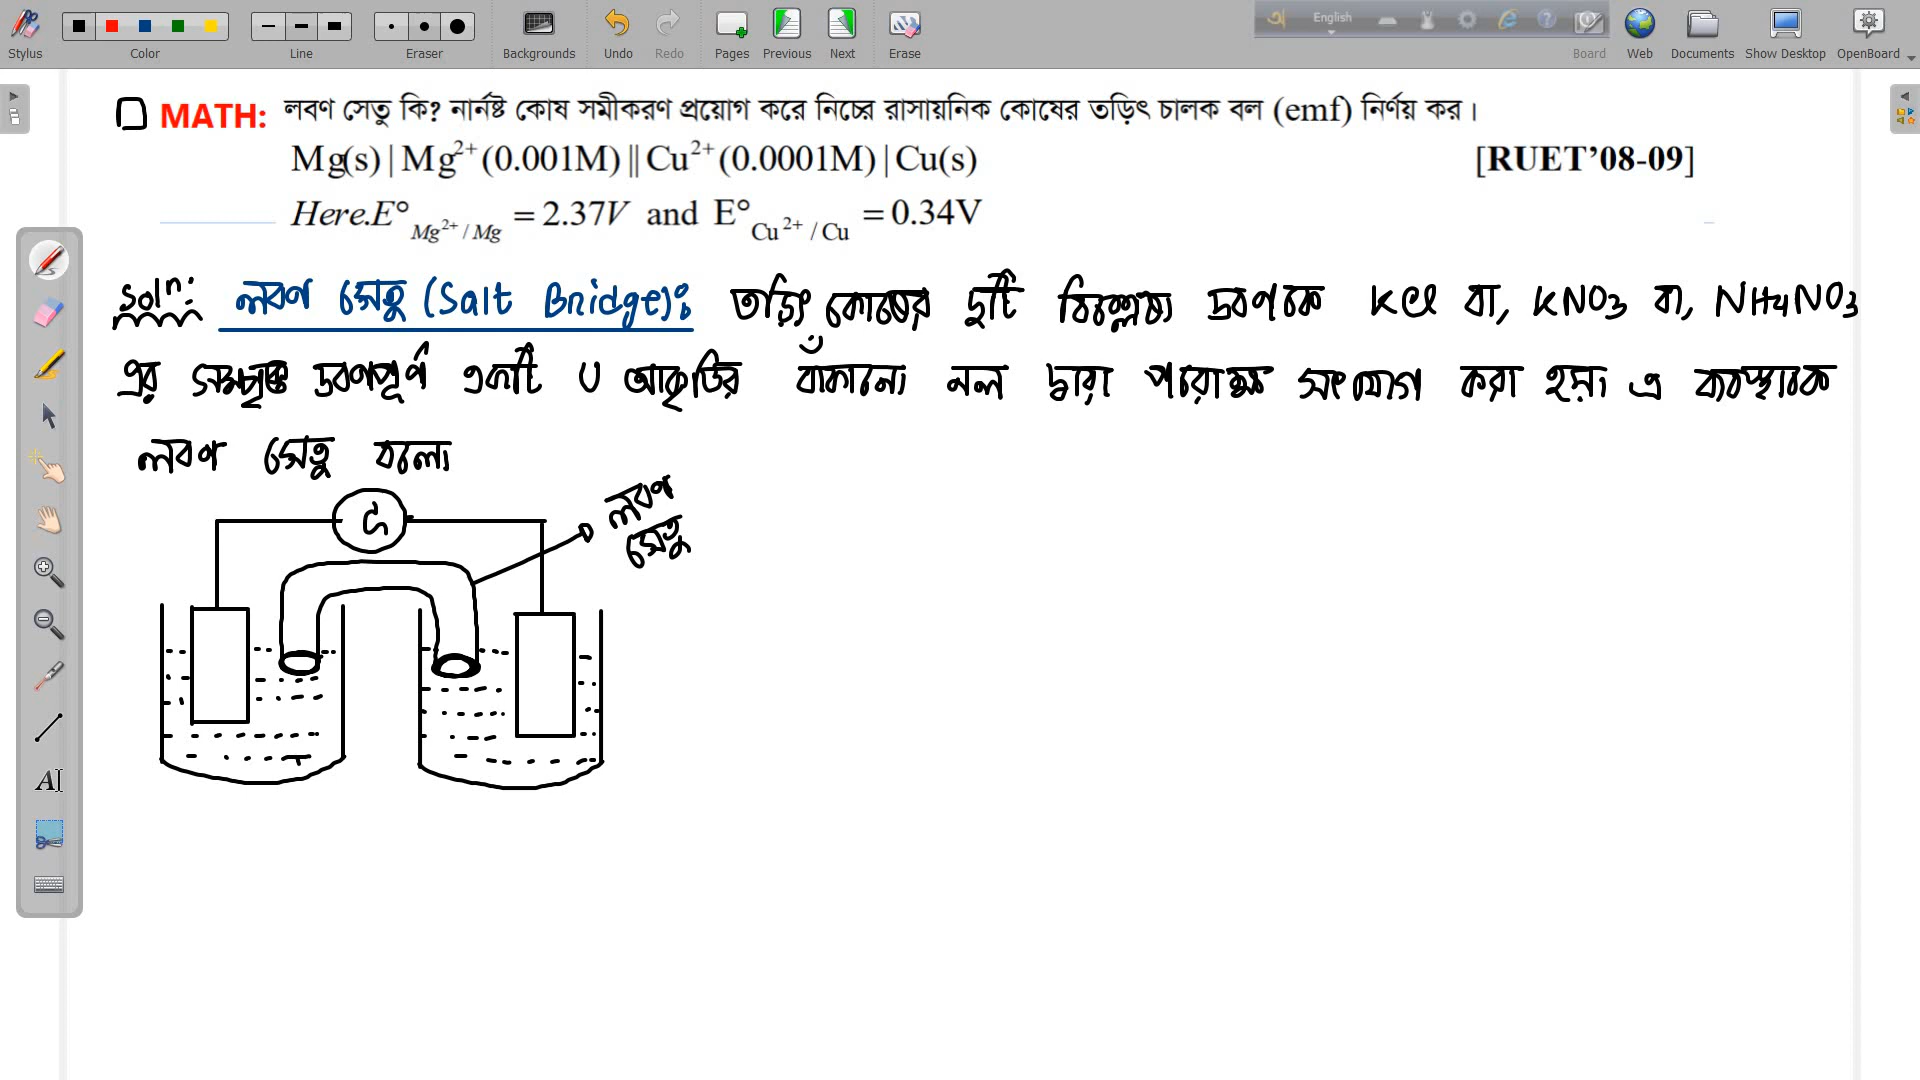 Stylus Color Line Eraser Backgrounds Undo Redo Pages Previous Next Erase Board Web Documents Show Desktop OpenBoard
English
MATH: লবণ সেতু কি? নার্নষ্ট কোষ সমীকরণ প্রয়োগ করে নিচের রাসায়নিক কোষের তড়িৎ চালক বল (emf) নির্ণয় কর।
Mg(s) | Mg²⁺ (0.001M) || Cu²⁺ (0.0001M) | Cu(s) [RUET’08-09]
Here.E° Mg²⁺ / Mg = 2.37V and E° Cu²⁺ / Cu = 0.34V
Soln: লবণ সেতু (Salt Bridge): তড়িৎ কোষের দুটি বিশ্লেষ্য দ্রবণকে KCl বা, KNO3 বা, NH4NO3
এর সম্পৃক্ত দ্রবণপূর্ণ একটি U আকৃতির বাঁকানো নল দ্বারা পরোক্ষ সংযোগ করা হয়। এ ব্যবস্থাকে
লবণ সেতু বলে।
লবণ
সেতু